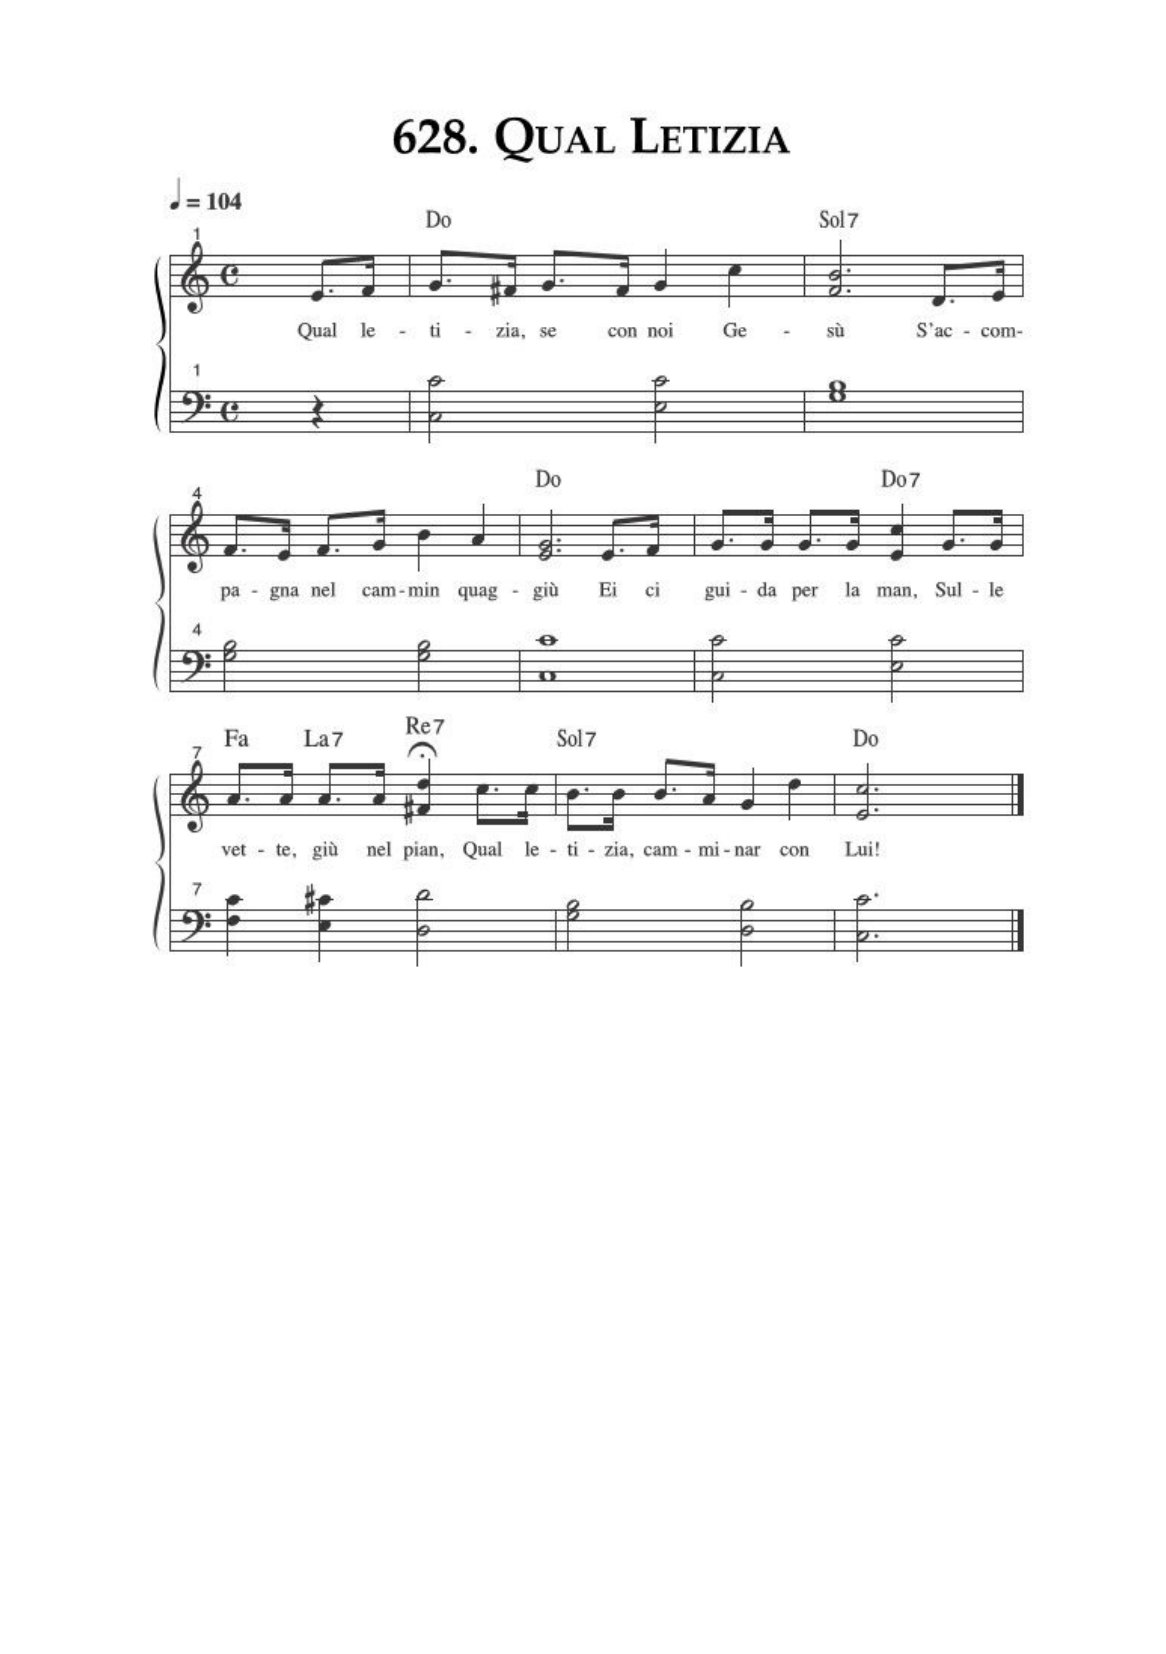 628. QUAL LETIZIA
= 104
Do Sol7
1
Qual le - ti - zia, se con noi Ge - sù S'ac - com-
1
Do Do7
4
pa - gna nel cam - min quag - giù Ei ci gui - da per la man, Sul - le
4
Fa La7 Re7 Sol7 Do
7
vet - te, giù nel pian, Qual le - ti - zia, cam - mi - nar con Lui!
7